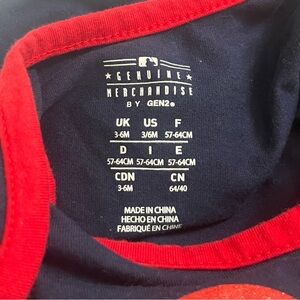 GENUINE
MERCHANDISE
BY GEN2®
UK US F
3-6M 3/6M 57-64CM
D I E
57-64CM 57-64CM 57-64CM
CDN CN
3-6M 64/40
MADE IN CHINA
HECHO EN CHINA
FABRIQUÉ EN CHINE